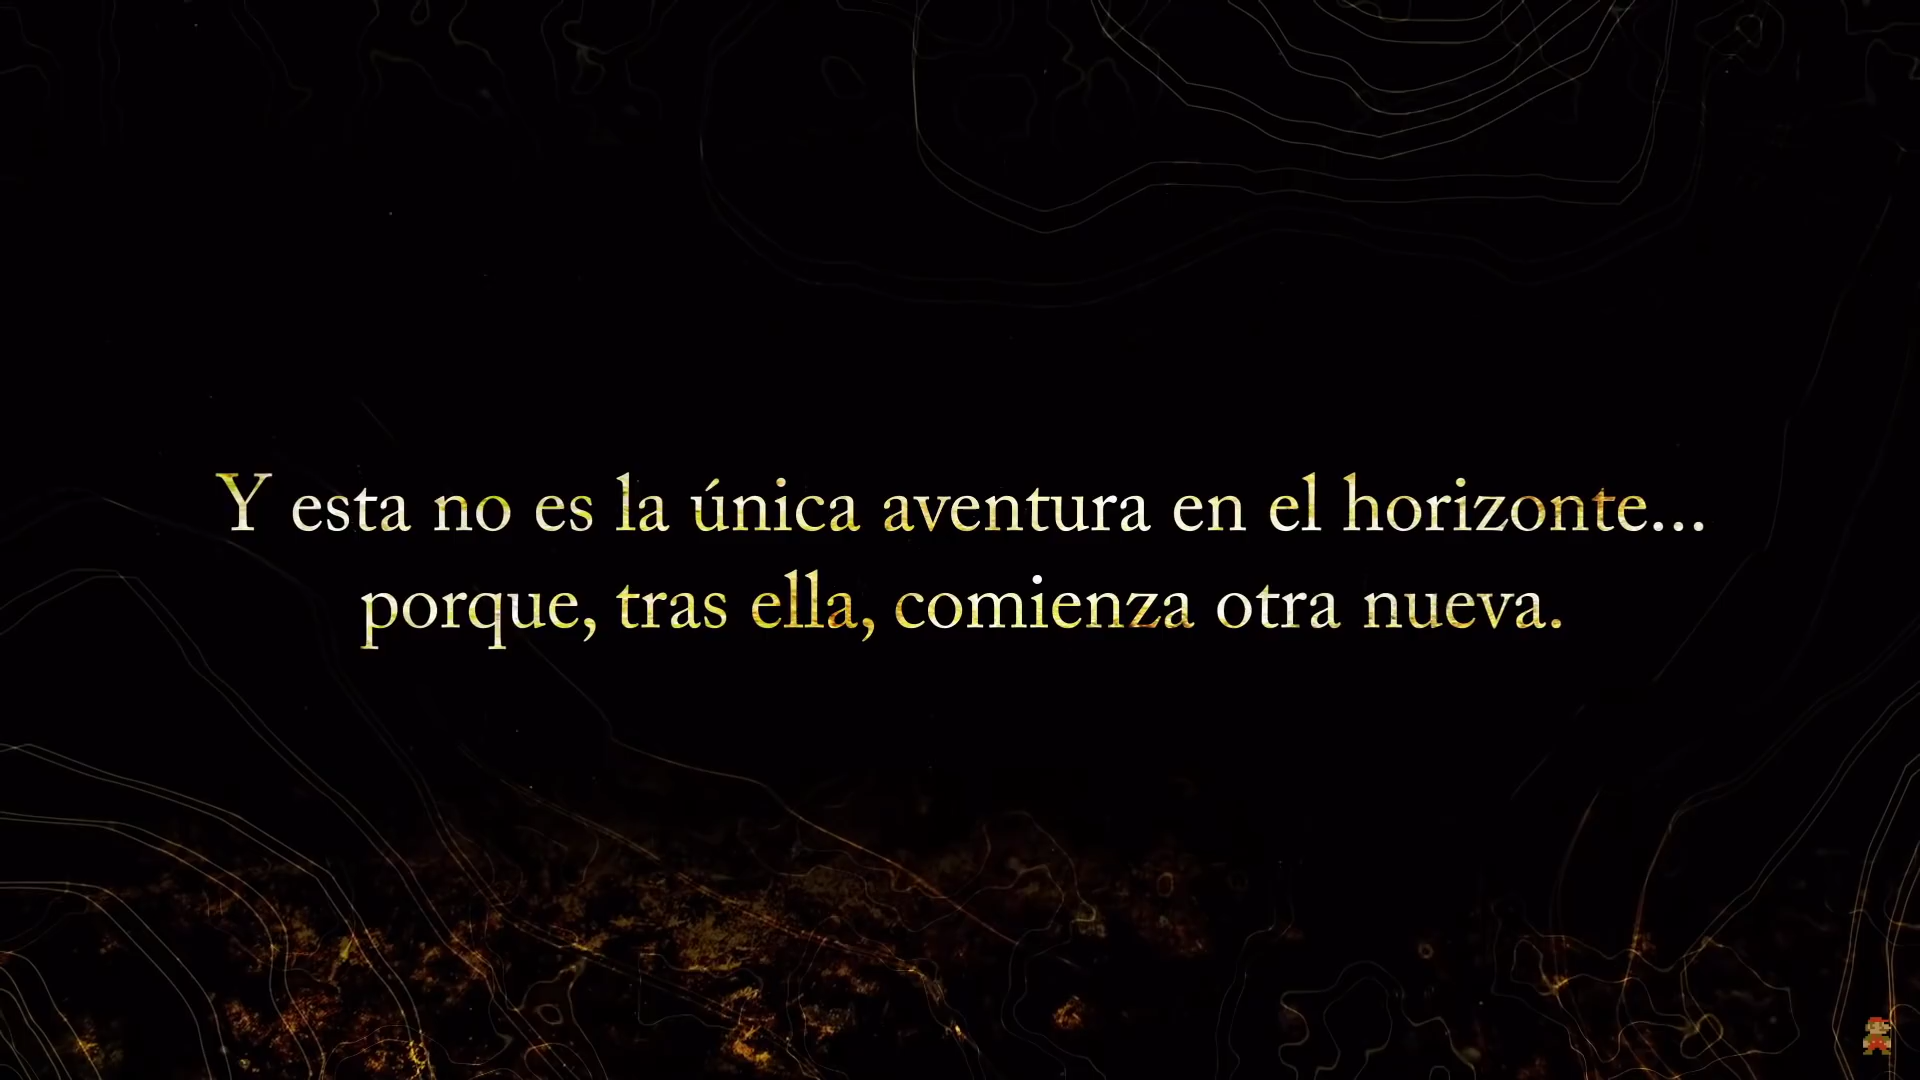 Y esta no es la única aventura en el horizonte...
porque, tras ella, comienza otra nueva.